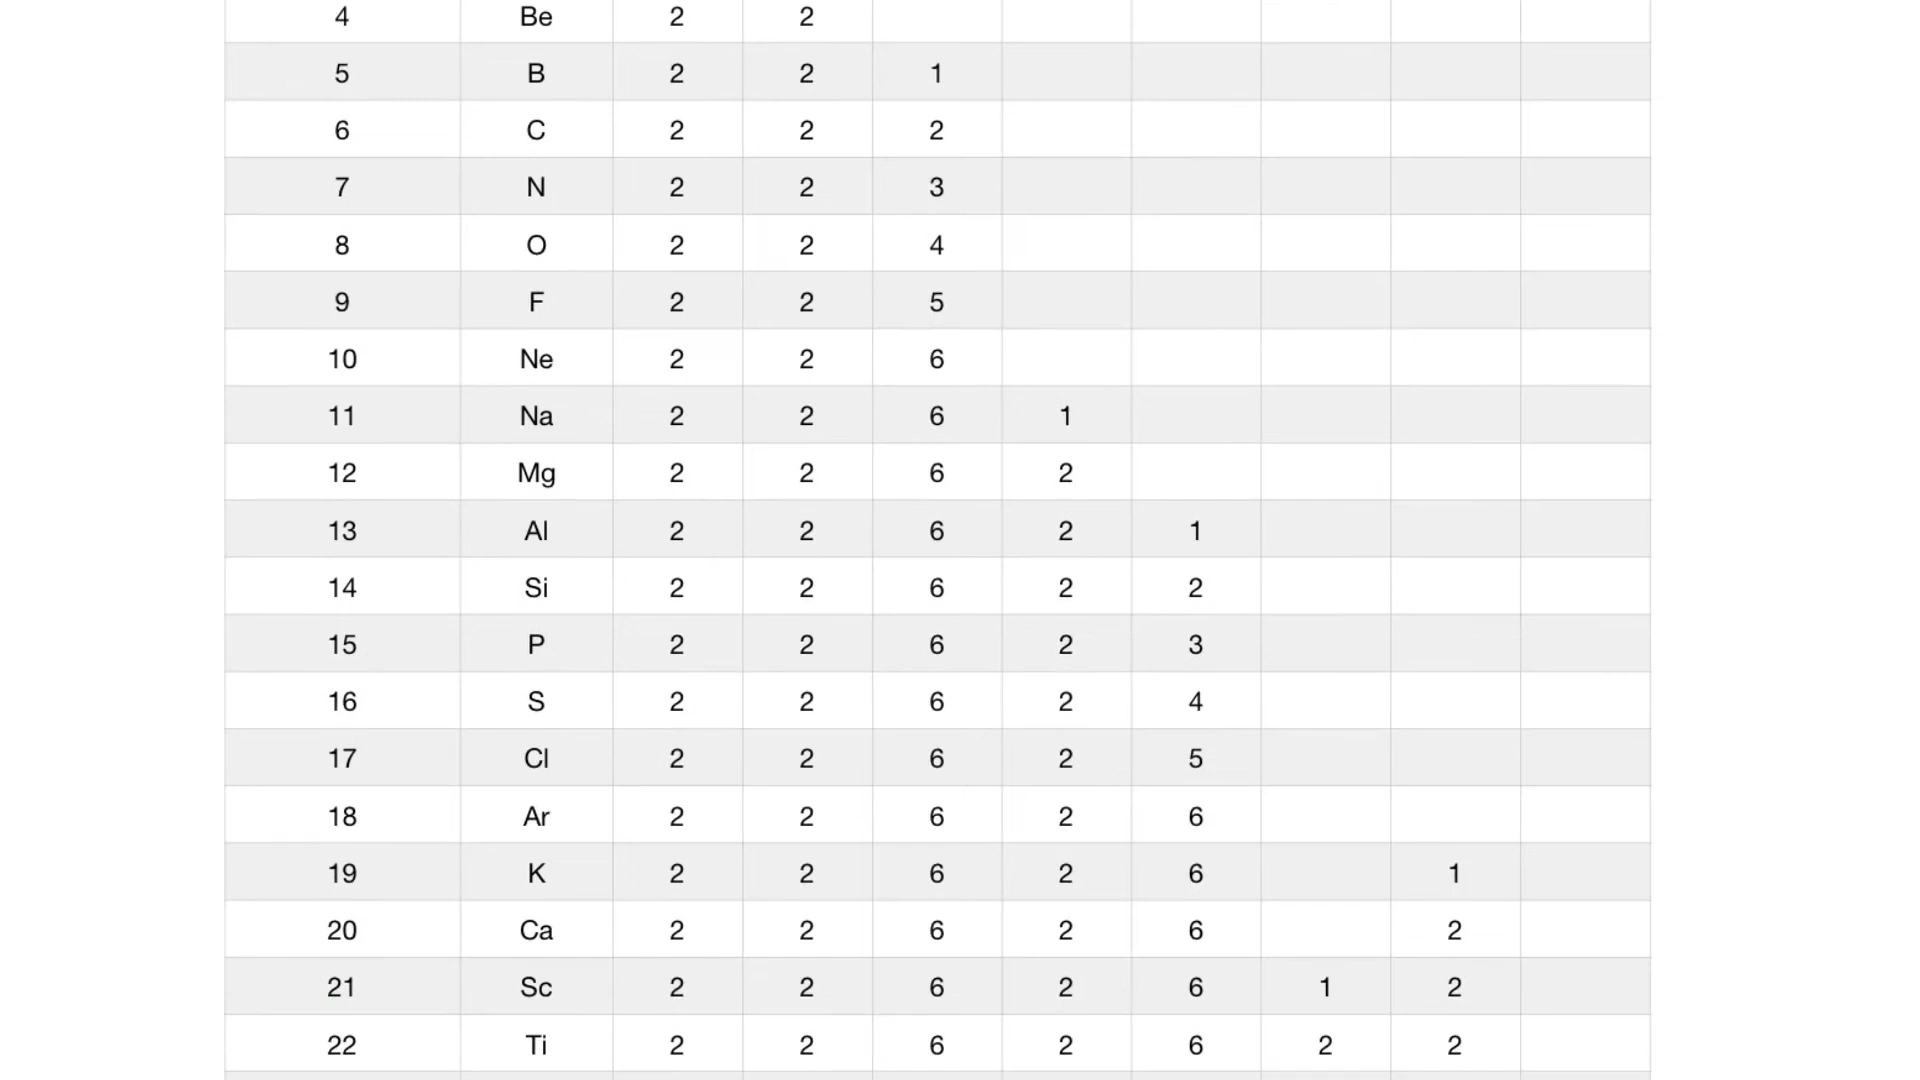 4 Be 2 2
5 B 2 2 1
6 C 2 2 2
7 N 2 2 3
8 O 2 2 4
9 F 2 2 5
10 Ne 2 2 6
11 Na 2 2 6 1
12 Mg 2 2 6 2
13 Al 2 2 6 2 1
14 Si 2 2 6 2 2
15 P 2 2 6 2 3
16 S 2 2 6 2 4
17 Cl 2 2 6 2 5
18 Ar 2 2 6 2 6
19 K 2 2 6 2 6 1
20 Ca 2 2 6 2 6 2
21 Sc 2 2 6 2 6 1 2
22 Ti 2 2 6 2 6 2 2